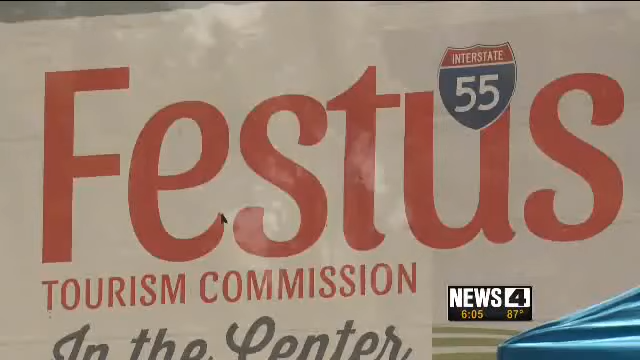 Festus
INTERSTATE
55
TOURISM COMMISSION
In the Center
NEWS 4
6:05 87°